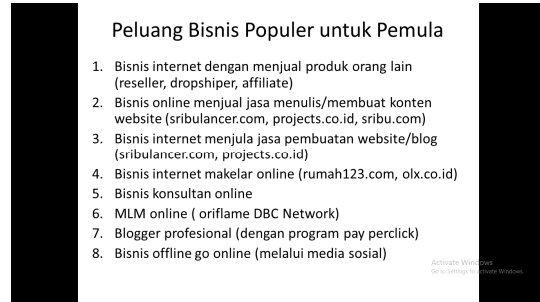 Peluang Bisnis Populer untuk Pemula
1. Bisnis internet dengan menjual produk orang lain
(reseller, dropshiper, affiliate)
2. Bisnis online menjual jasa menulis/membuat konten
website (sribulancer.com, projects.co.id, sribu.com)
3. Bisnis internet menjula jasa pembuatan website/blog
(sribulancer.com, projects.co.id)
4. Bisnis internet makelar online (rumah123.com, olx.co.id)
5. Bisnis konsultan online
6. MLM online ( oriflame DBC Network)
7. Blogger profesional (dengan program pay perclick)
8. Bisnis offline go online (melalui media sosial)
Activate Windows
Go to Settings to activate Windows.